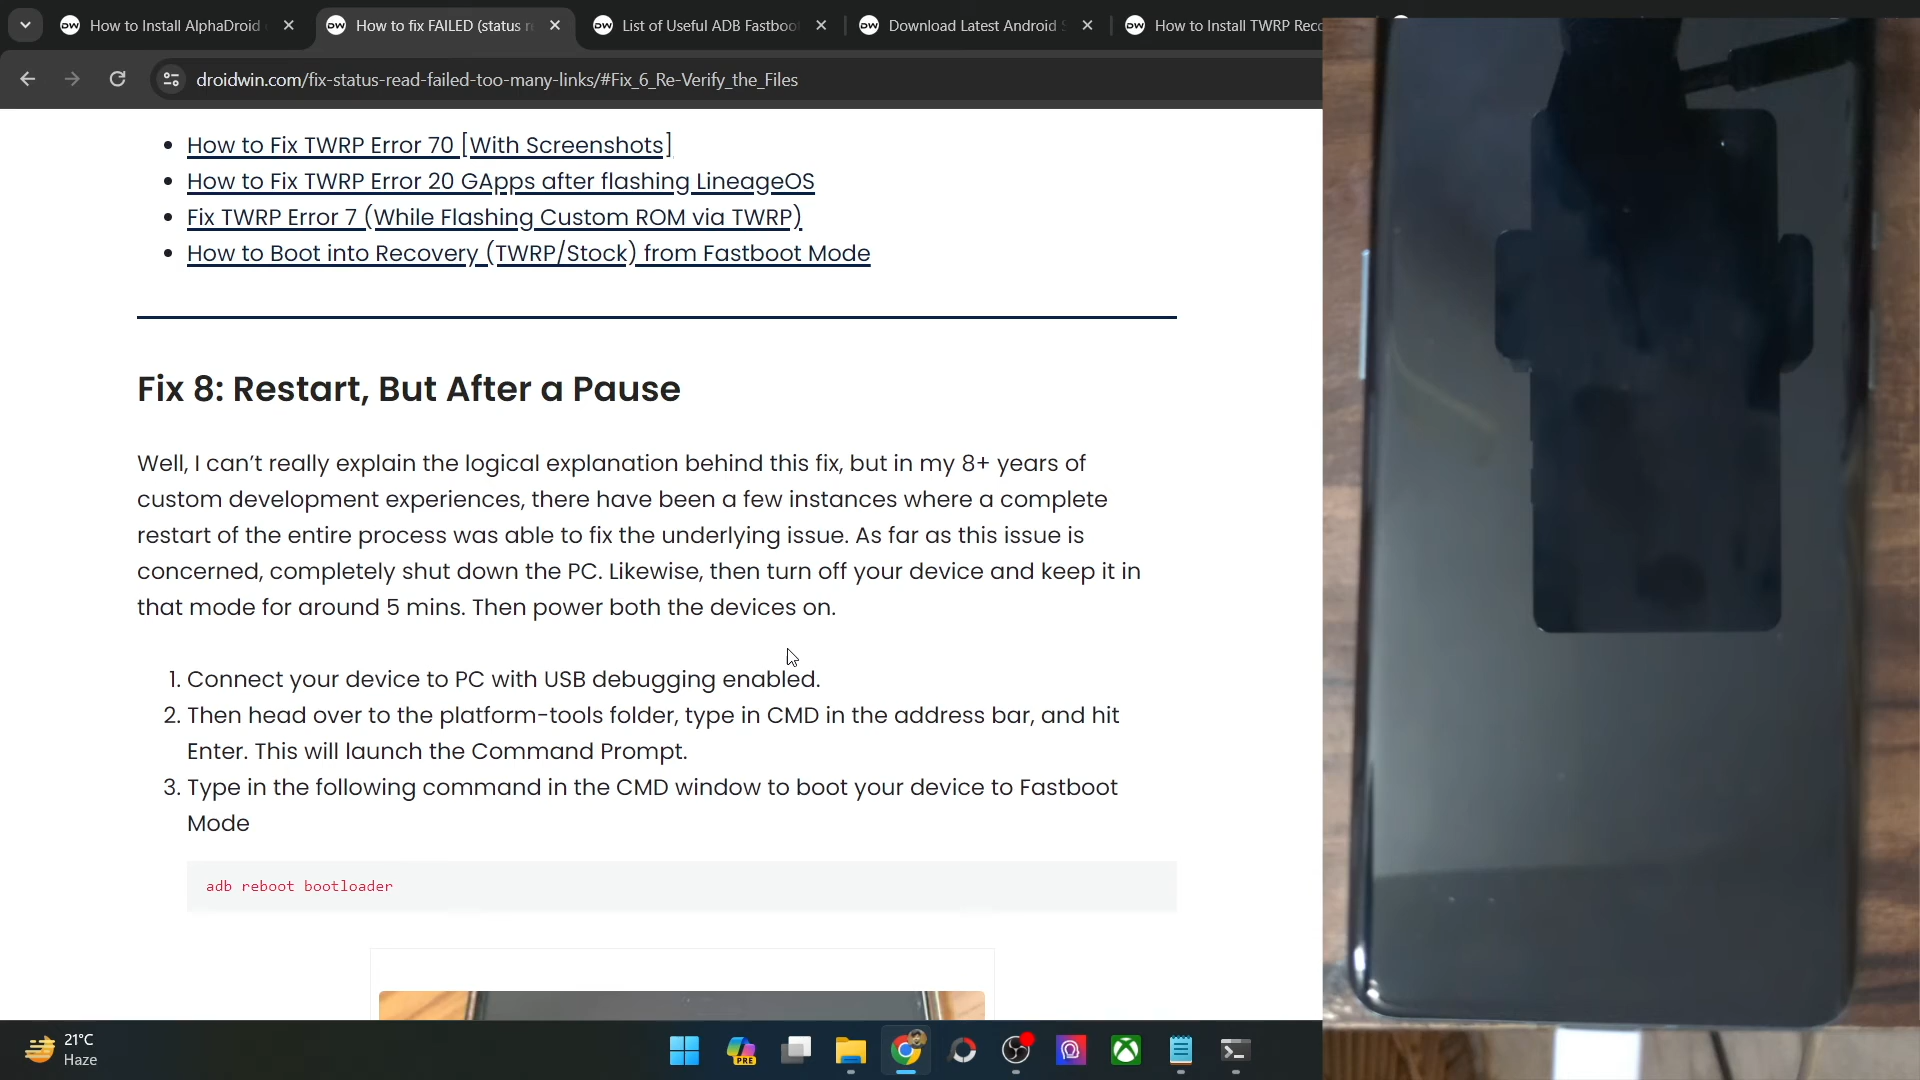 How to Install AlphaDroid
How to fix FAILED (status r
List of Useful ADB Fastboo
Download Latest Android
How to Install TWRP Reco
droidwin.com/fix-status-read-failed-too-many-links/#Fix_6_Re-Verify_the_Files
How to Fix TWRP Error 70 [With Screenshots]
How to Fix TWRP Error 20 GApps after flashing LineageOS
Fix TWRP Error 7 (While Flashing Custom ROM via TWRP)
How to Boot into Recovery (TWRP/Stock) from Fastboot Mode
Fix 8: Restart, But After a Pause
Well, I can’t really explain the logical explanation behind this fix, but in my 8+ years of
custom development experiences, there have been a few instances where a complete
restart of the entire process was able to fix the underlying issue. As far as this issue is
concerned, completely shut down the PC. Likewise, then turn off your device and keep it in
that mode for around 5 mins. Then power both the devices on.
1. Connect your device to PC with USB debugging enabled.
2. Then head over to the platform-tools folder, type in CMD in the address bar, and hit
Enter. This will launch the Command Prompt.
3. Type in the following command in the CMD window to boot your device to Fastboot
Mode
adb reboot bootloader
21°C
Haze
PRE